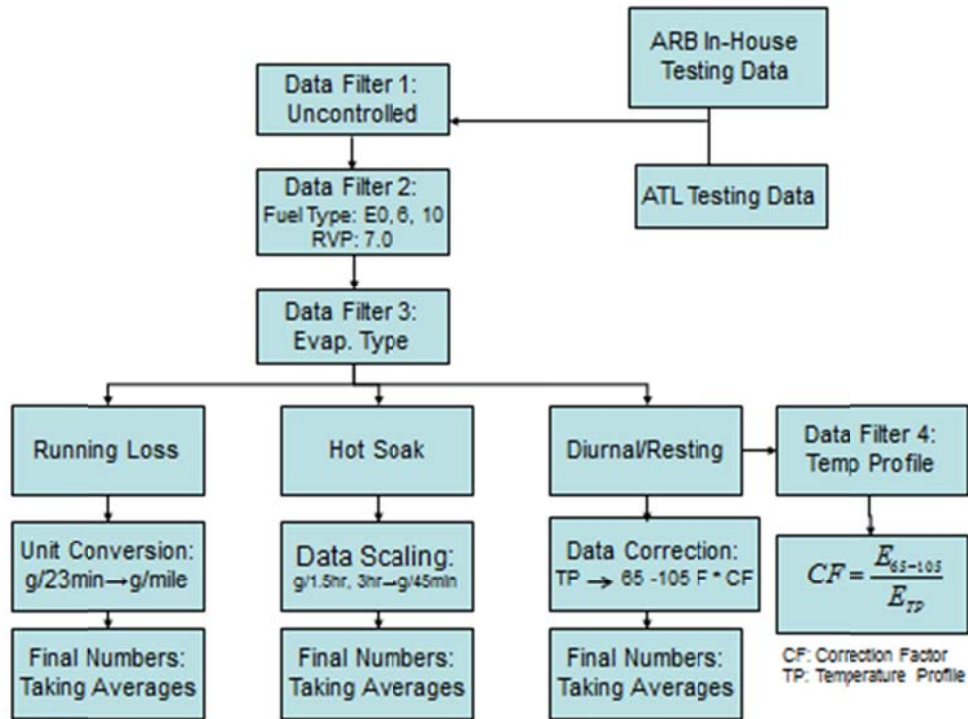 ARB In-House
Testing Data
Data Filter 1:
Uncontrolled
Data Filter 2:
Fuel Type: E0, 6, 10
RVP: 7.0
ATL Testing Data
Data Filter 3:
Evap. Type
Running Loss
Hot Soak
Diurnal/Resting
Data Filter 4:
Temp Profile
Unit Conversion:
g/23min→g/mile
Data Scaling:
g/1.5hr, 3hr→g/45min
Data Correction:
TP → 65 -105 F * CF
CF = E65-105 / ETP
Final Numbers:
Taking Averages
Final Numbers:
Taking Averages
Final Numbers:
Taking Averages
CF: Correction Factor
TP: Temperature Profile